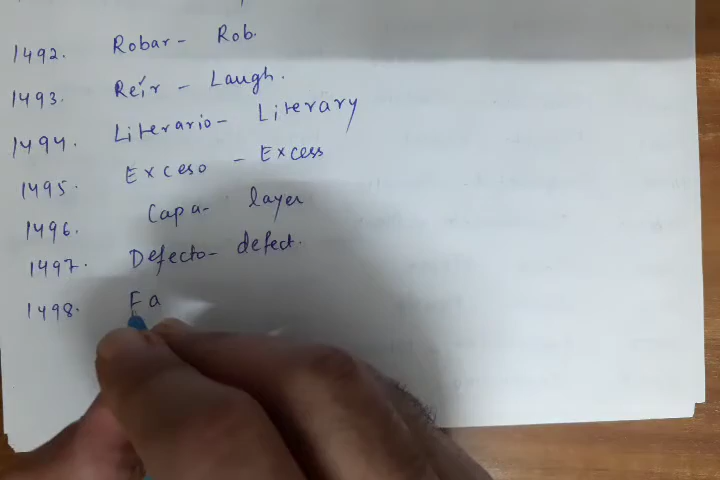 1492. Robar - Rob.
1493. Reír - Laugh.
1494. Literario - Literary
1495. Exceso - Excess
1496. Capa - layer
1497. Defecto - defect.
1498. Fa